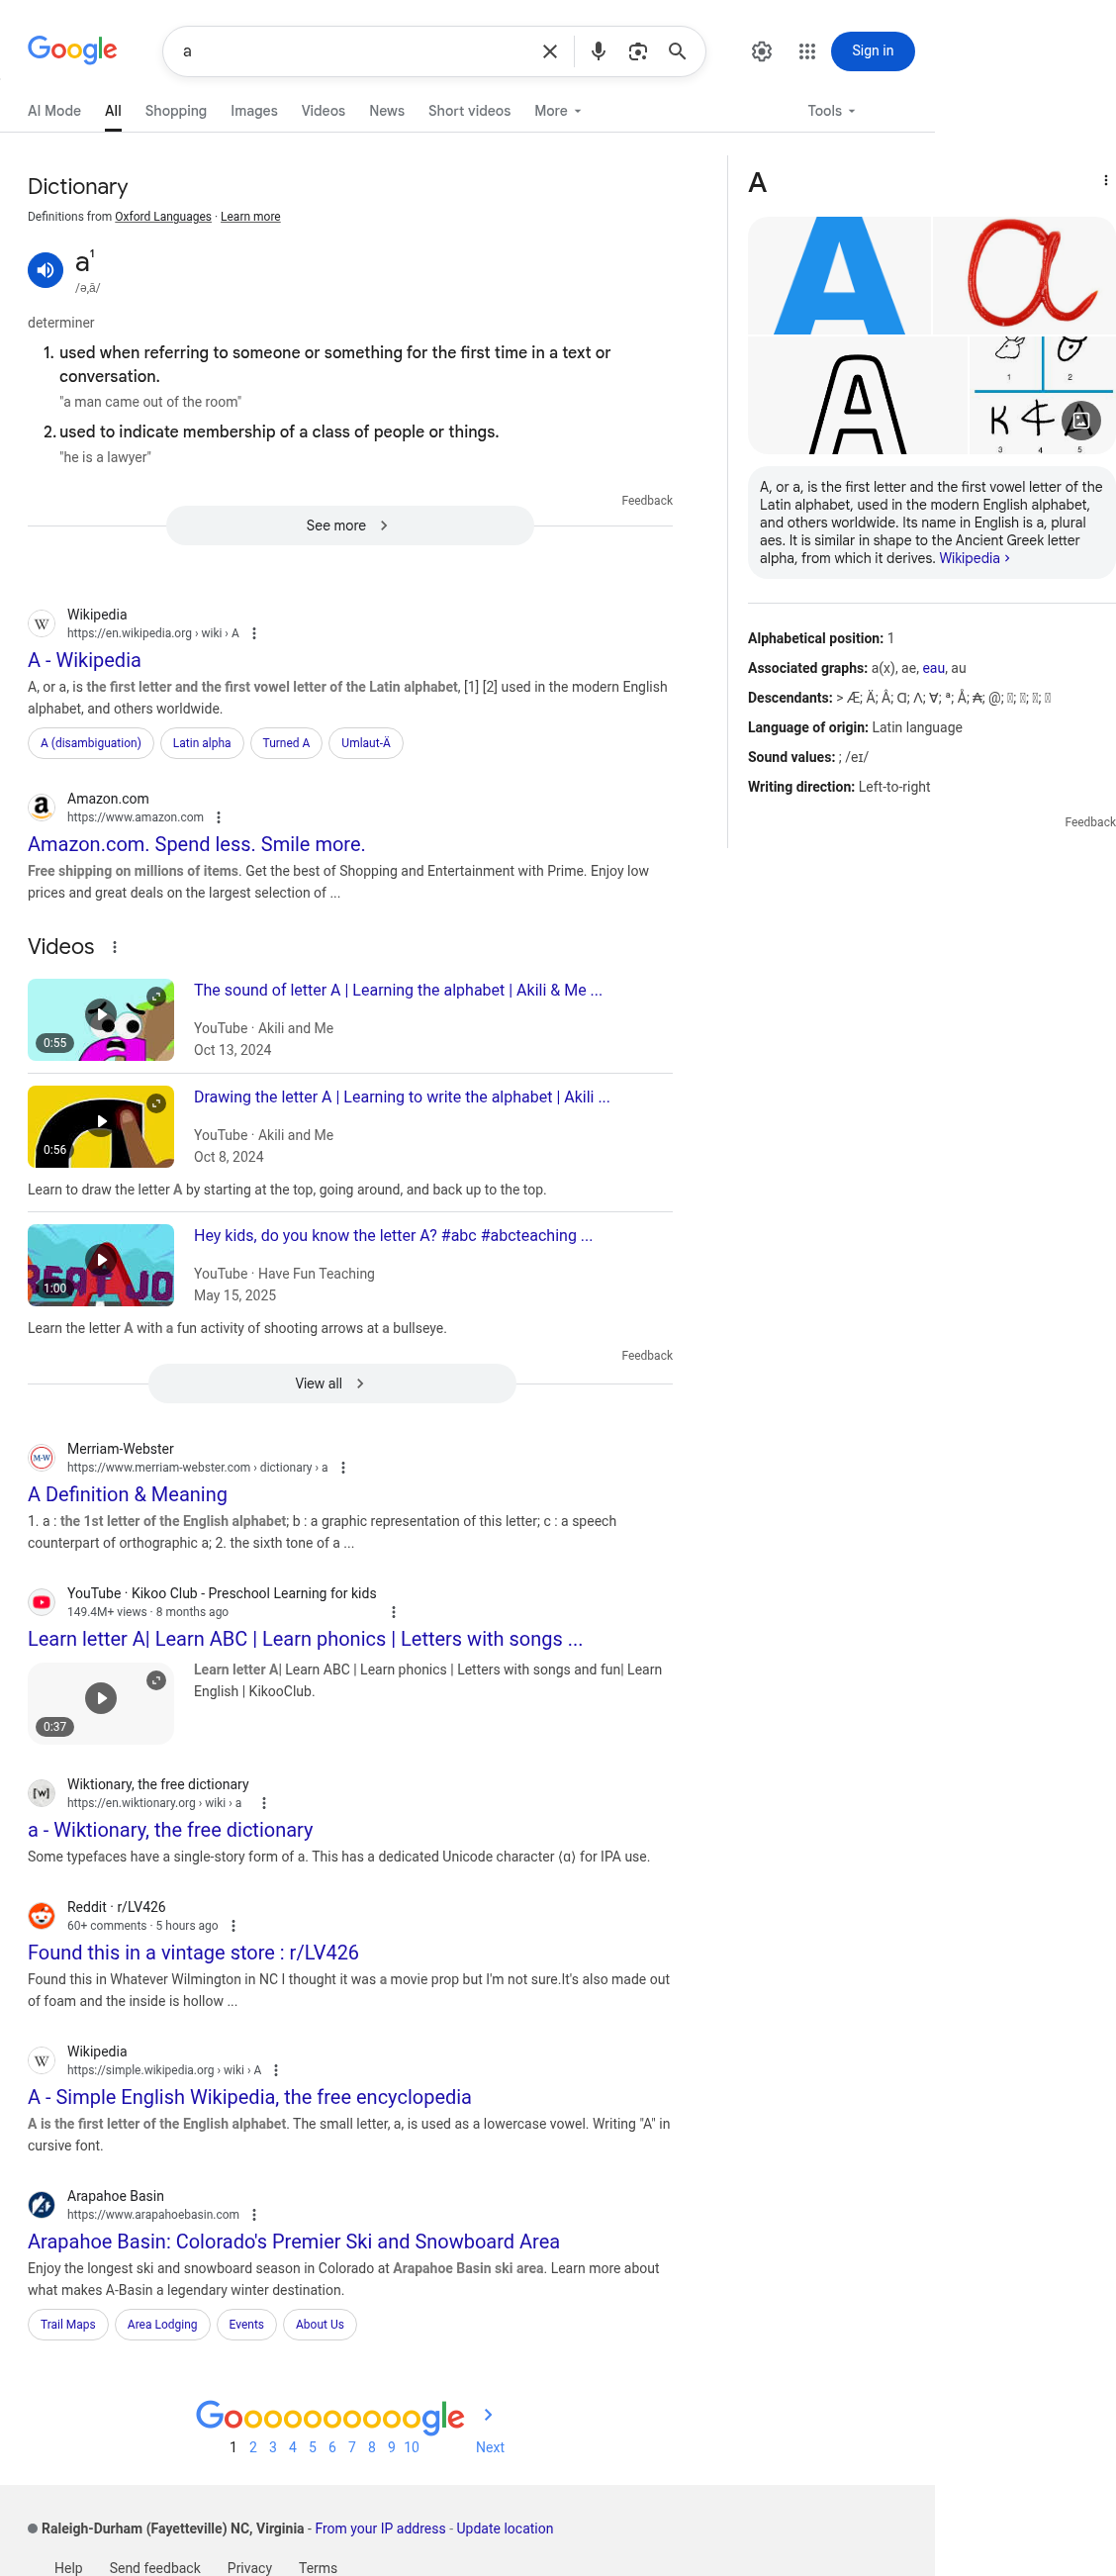 Google
a
Sign in
AI Mode
All
Shopping
Images
Videos
News
Short videos
More
Tools
Dictionary
Definitions from Oxford Languages · Learn more
a¹
/ə,ā/
determiner
1. used when referring to someone or something for the first time in a text or
conversation.
"a man came out of the room"
2. used to indicate membership of a class of people or things.
"he is a lawyer"
Feedback
See more
Wikipedia
https://en.wikipedia.org › wiki › A
A - Wikipedia
A, or a, is the first letter and the first vowel letter of the Latin alphabet, [1] [2] used in the modern English
alphabet, and others worldwide.
A (disambiguation)
Latin alpha
Turned A
Umlaut-Ä
Amazon.com
https://www.amazon.com
Amazon.com. Spend less. Smile more.
Free shipping on millions of items. Get the best of Shopping and Entertainment with Prime. Enjoy low
prices and great deals on the largest selection of ...
Videos
0:55
The sound of letter A | Learning the alphabet | Akili & Me ...
YouTube · Akili and Me
Oct 13, 2024
0:56
Drawing the letter A | Learning to write the alphabet | Akili ...
YouTube · Akili and Me
Oct 8, 2024
Learn to draw the letter A by starting at the top, going around, and back up to the top.
1:00
Hey kids, do you know the letter A? #abc #abcteaching ...
YouTube · Have Fun Teaching
May 15, 2025
Learn the letter A with a fun activity of shooting arrows at a bullseye.
Feedback
View all
Merriam-Webster
https://www.merriam-webster.com › dictionary › a
A Definition & Meaning
1. a : the 1st letter of the English alphabet; b : a graphic representation of this letter; c : a speech
counterpart of orthographic a; 2. the sixth tone of a ...
YouTube · Kikoo Club - Preschool Learning for kids
149.4M+ views · 8 months ago
Learn letter A| Learn ABC | Learn phonics | Letters with songs ...
0:37
Learn letter A| Learn ABC | Learn phonics | Letters with songs and fun| Learn
English | KikooClub.
Wiktionary, the free dictionary
https://en.wiktionary.org › wiki › a
a - Wiktionary, the free dictionary
Some typefaces have a single-story form of a. This has a dedicated Unicode character ⟨ɑ⟩ for IPA use.
Reddit · r/LV426
60+ comments · 5 hours ago
Found this in a vintage store : r/LV426
Found this in Whatever Wilmington in NC I thought it was a movie prop but I'm not sure.It's also made out
of foam and the inside is hollow ...
Wikipedia
https://simple.wikipedia.org › wiki › A
A - Simple English Wikipedia, the free encyclopedia
A is the first letter of the English alphabet. The small letter, a, is used as a lowercase vowel. Writing "A" in
cursive font.
Arapahoe Basin
https://www.arapahoebasin.com
Arapahoe Basin: Colorado's Premier Ski and Snowboard Area
Enjoy the longest ski and snowboard season in Colorado at Arapahoe Basin ski area. Learn more about
what makes A-Basin a legendary winter destination.
Trail Maps
Area Lodging
Events
About Us
Goooooooooogle
1 2 3 4 5 6 7 8 9 10
Next
Raleigh-Durham (Fayetteville) NC, Virginia - From your IP address - Update location
Help
Send feedback
Privacy
Terms
A
A
a
A
1
2
3
4
5
A, or a, is the first letter and the first vowel letter of the
Latin alphabet, used in the modern English alphabet,
and others worldwide. Its name in English is a, plural
aes. It is similar in shape to the Ancient Greek letter
alpha, from which it derives. Wikipedia
Alphabetical position: 1
Associated graphs: a(x), ae, eau, au
Descendants: > Æ; Ä; Â; Ɑ; Λ; Ɐ; ª; Å; ₳; @;
Language of origin: Latin language
Sound values: ; /eɪ/
Writing direction: Left-to-right
Feedback